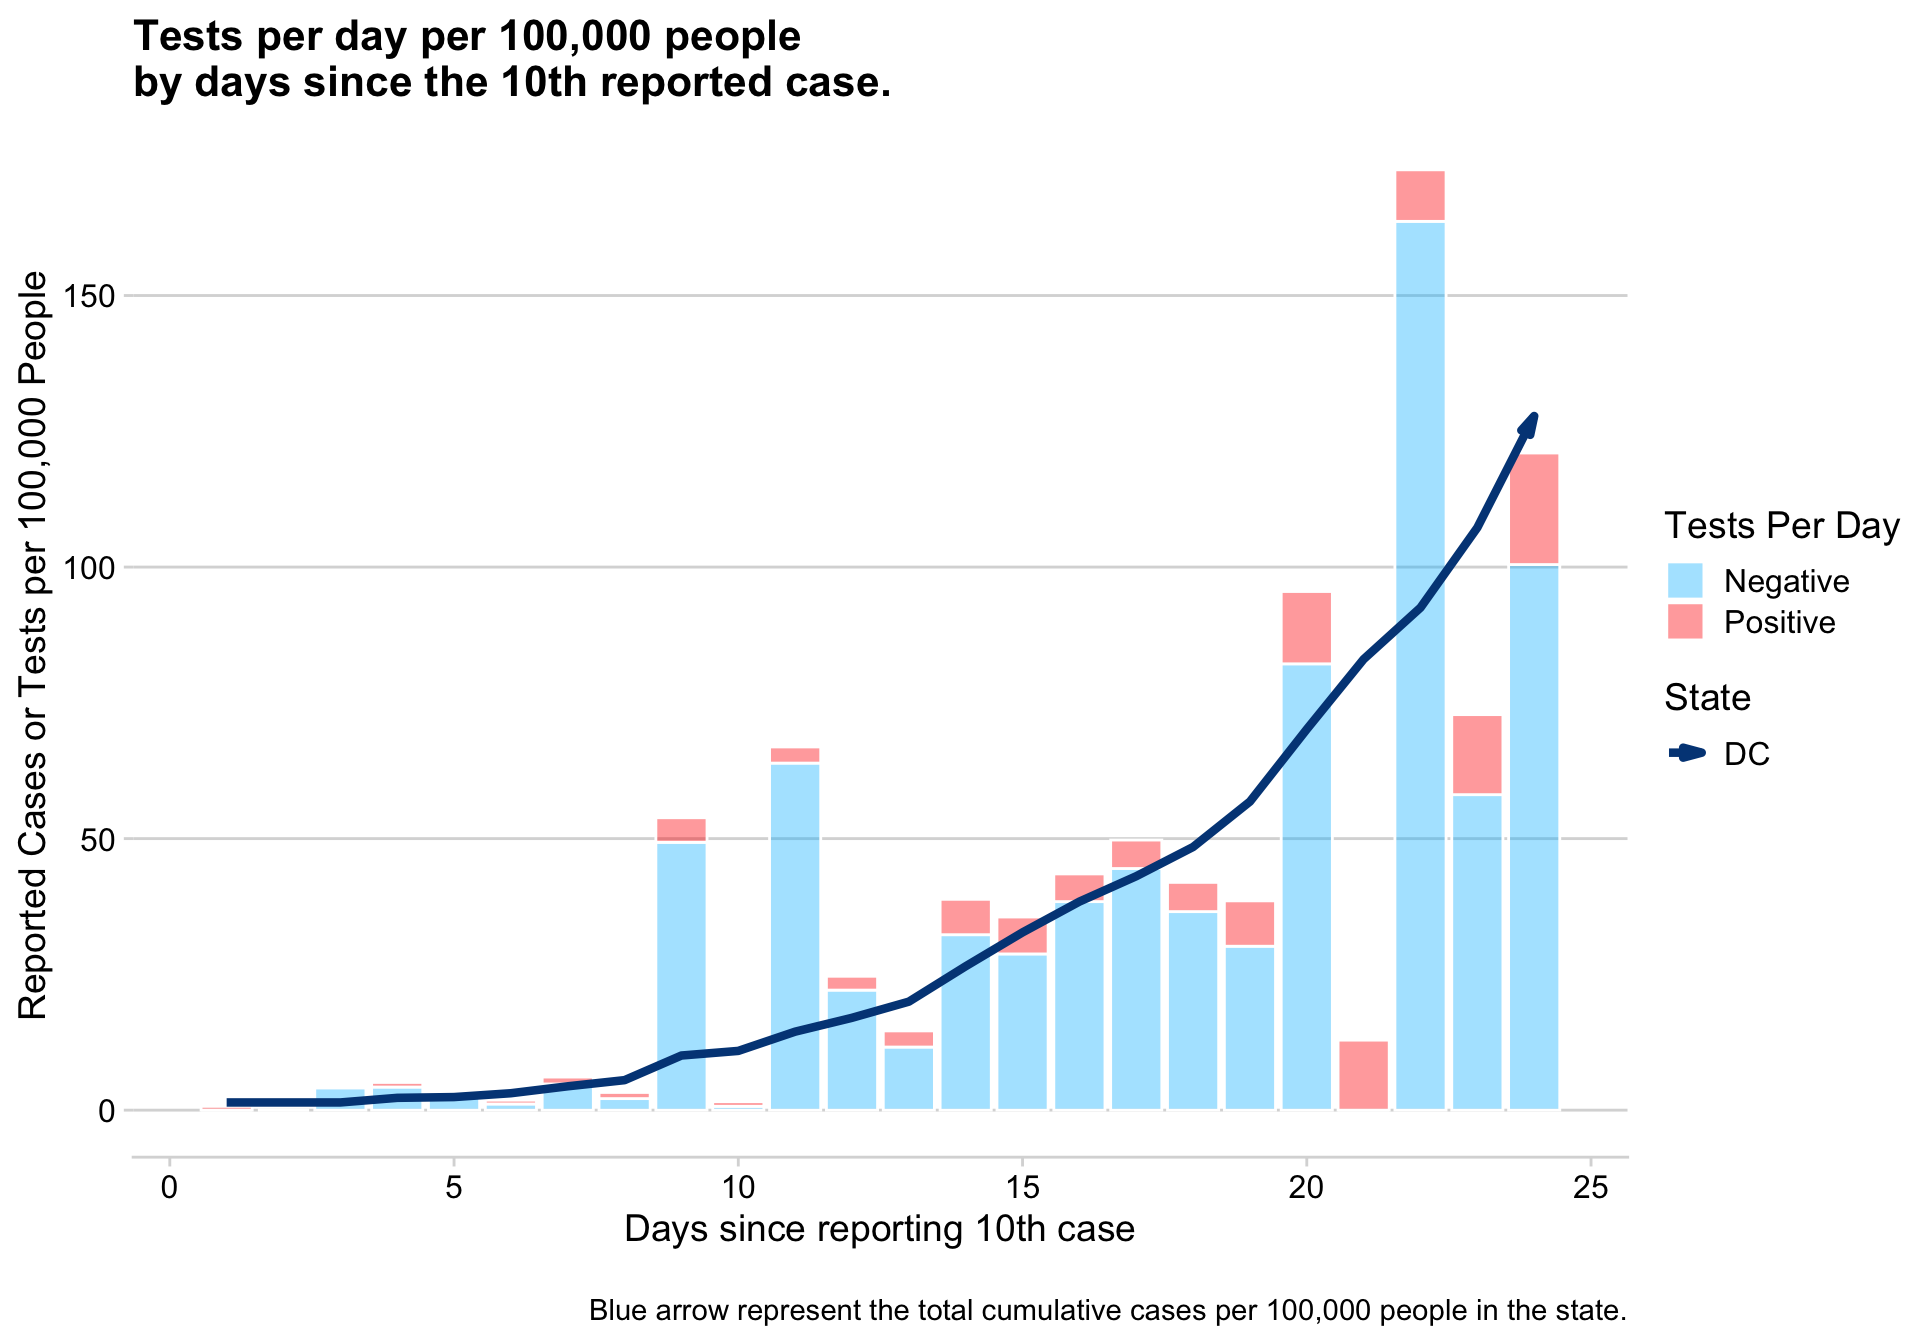 Tests per day per 100,000 people
by days since the 10th reported case.
Reported Cases or Tests per 100,000 People
150
100
50
0
0 5 10 15 20 25
Days since reporting 10th case
Tests Per Day
Negative
Positive
State
DC
Blue arrow represent the total cumulative cases per 100,000 people in the state.